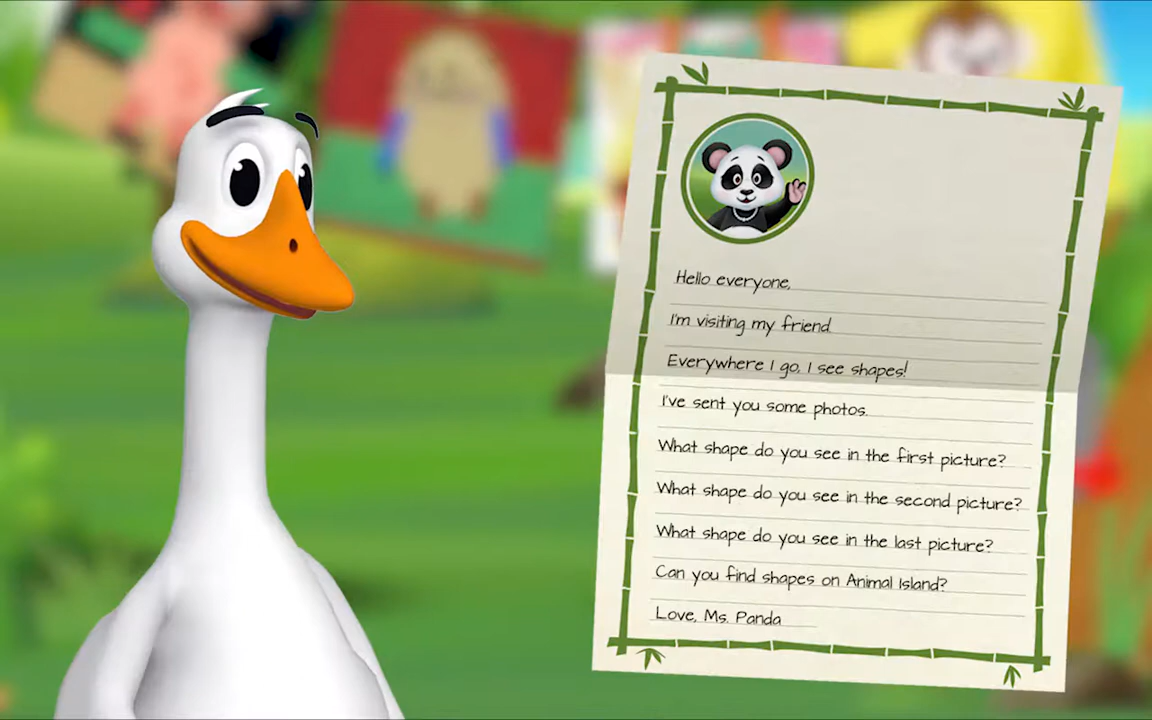 Hello everyone,
I'm visiting my friend.
Everywhere I go, I see shapes!
I've sent you some photos.
What shape do you see in the first picture?
What shape do you see in the second picture?
What shape do you see in the last picture?
Can you find shapes on Animal Island?
Love, Ms. Panda